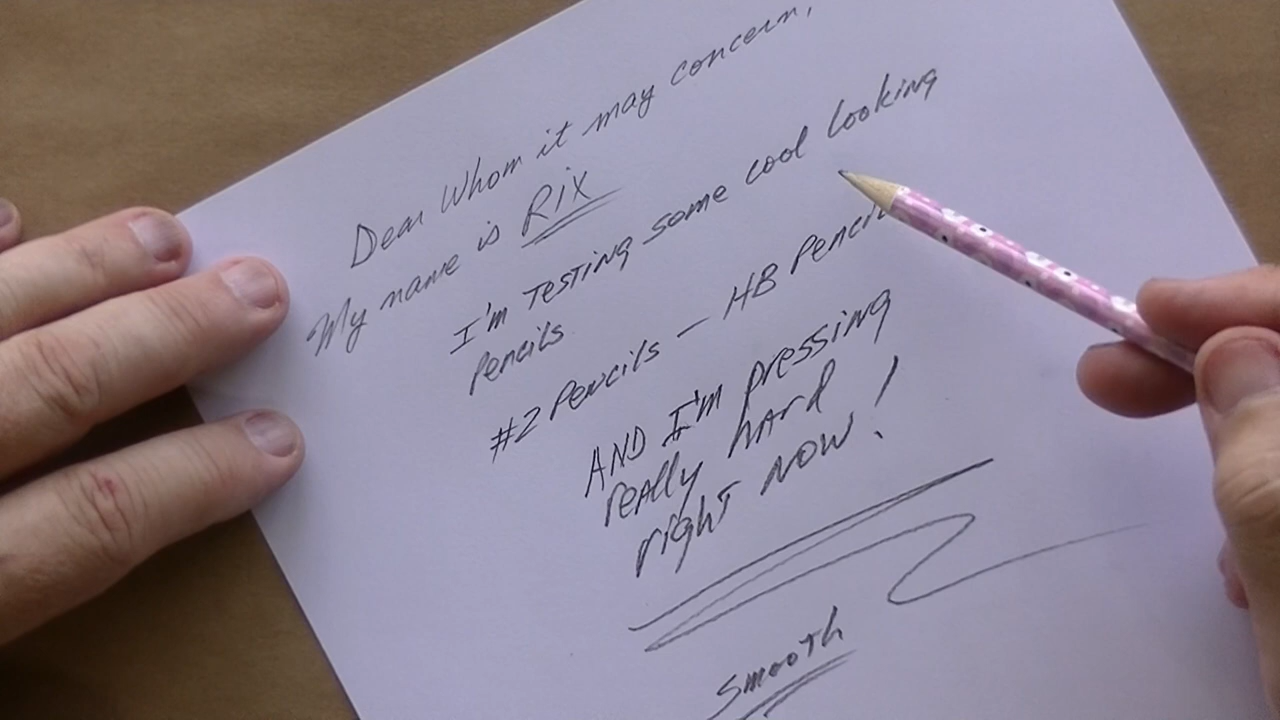 Dear Whom it may concern,
My name is Rix
I'm Testing some cool looking
Pencils
#2 Pencils – HB Pencil
AND I'm pressing
really hard
right now!
Smooth